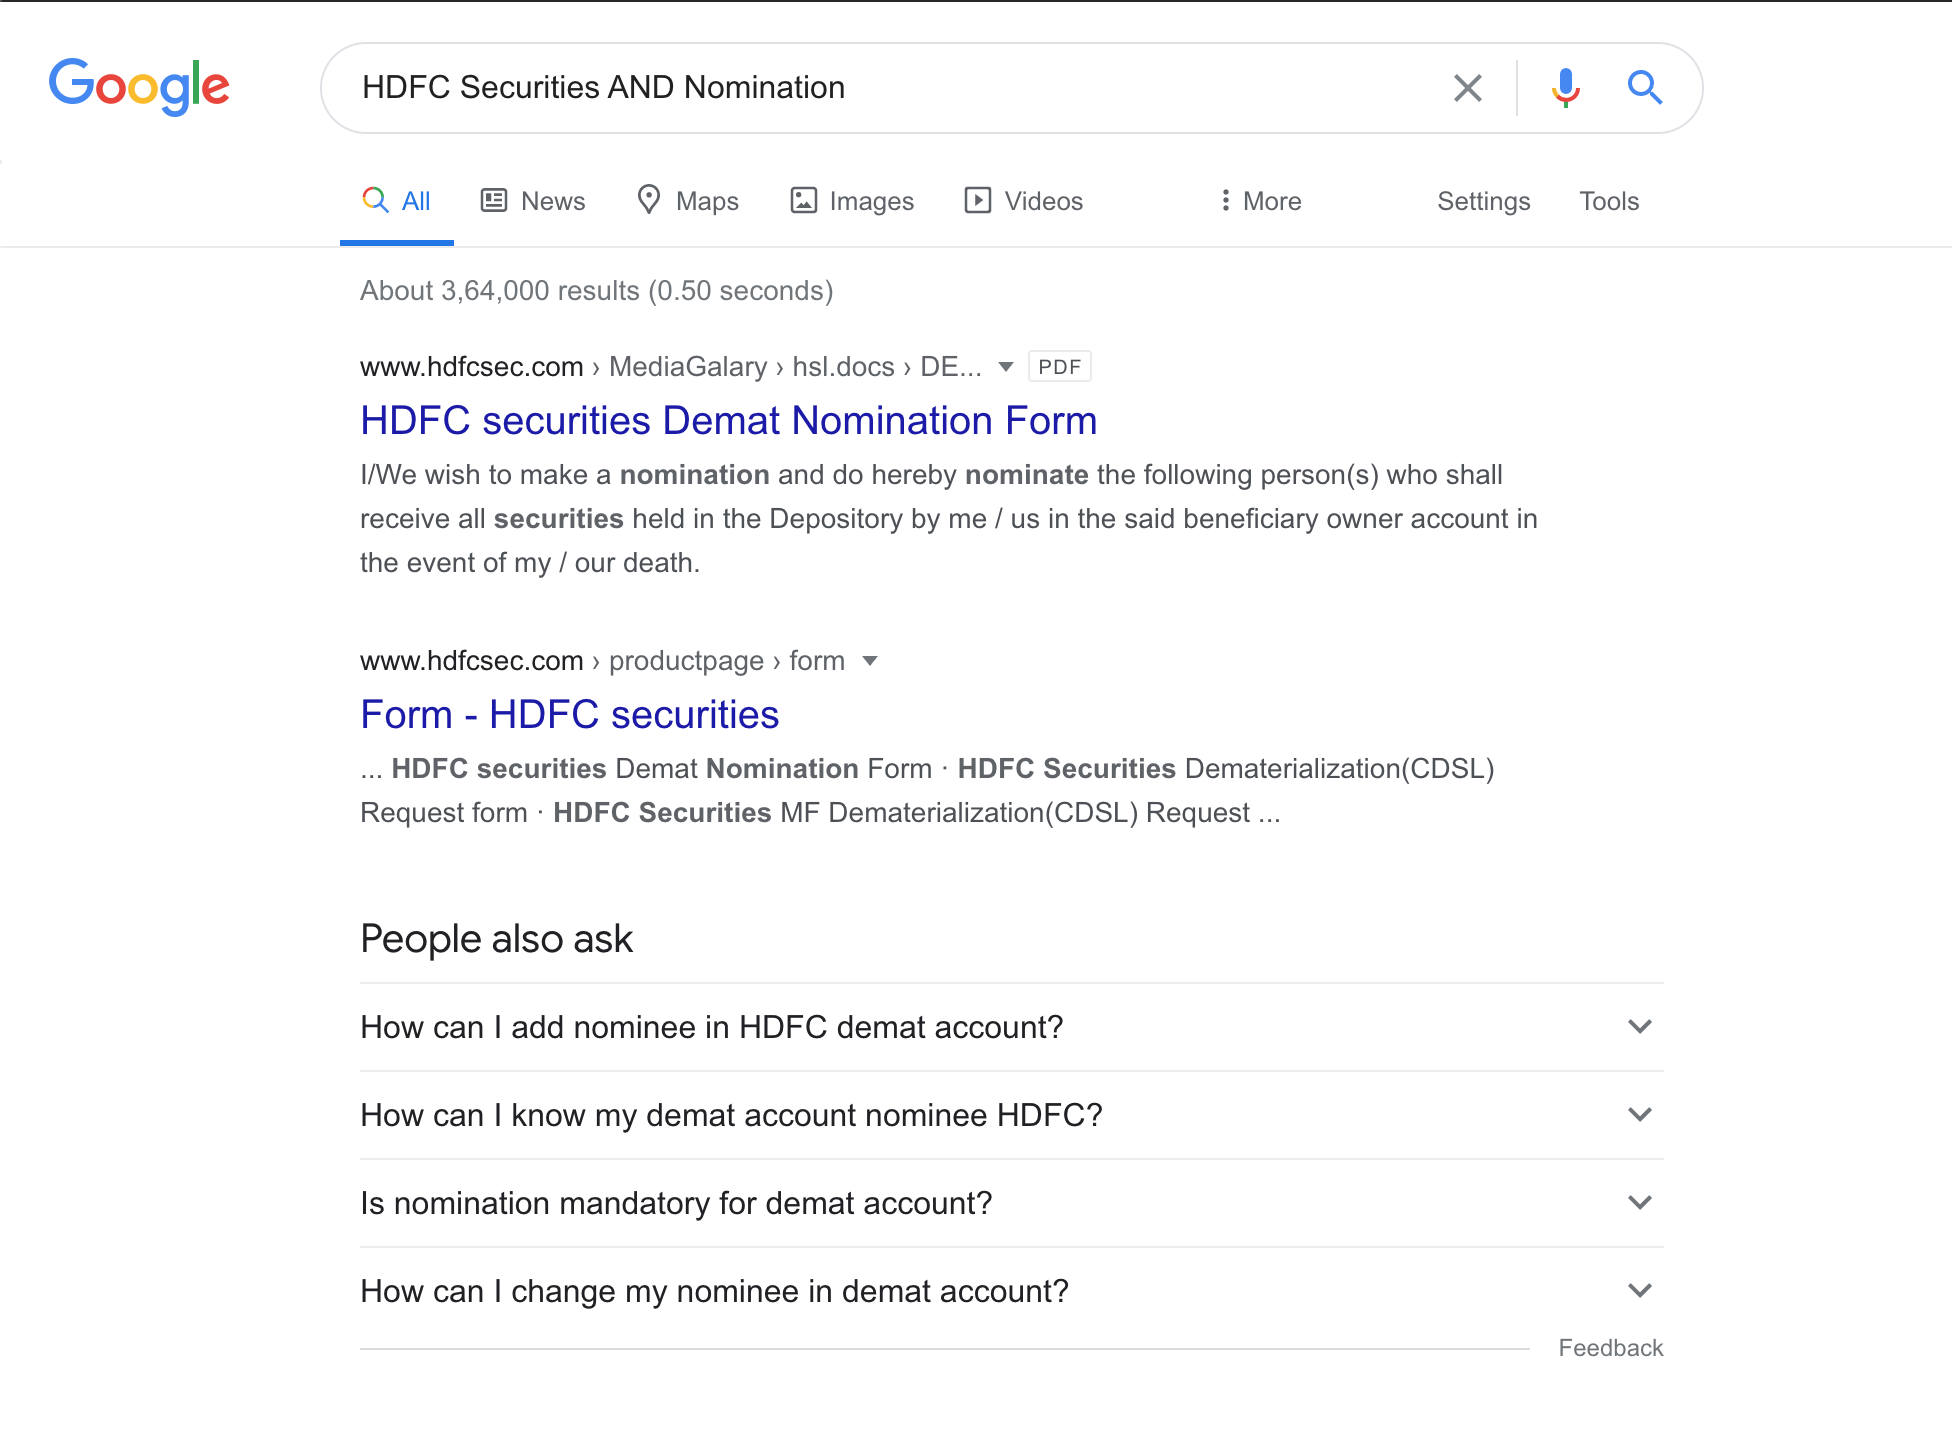 Google
HDFC Securities AND Nomination
All News Maps Images Videos More Settings Tools
About 3,64,000 results (0.50 seconds)
www.hdfcsec.com › MediaGalary › hsl.docs › DE... PDF
HDFC securities Demat Nomination Form
I/We wish to make a nomination and do hereby nominate the following person(s) who shall
receive all securities held in the Depository by me / us in the said beneficiary owner account in
the event of my / our death.
www.hdfcsec.com › productpage › form
Form - HDFC securities
... HDFC securities Demat Nomination Form · HDFC Securities Dematerialization(CDSL)
Request form · HDFC Securities MF Dematerialization(CDSL) Request ...
People also ask
How can I add nominee in HDFC demat account?
How can I know my demat account nominee HDFC?
Is nomination mandatory for demat account?
How can I change my nominee in demat account?
Feedback